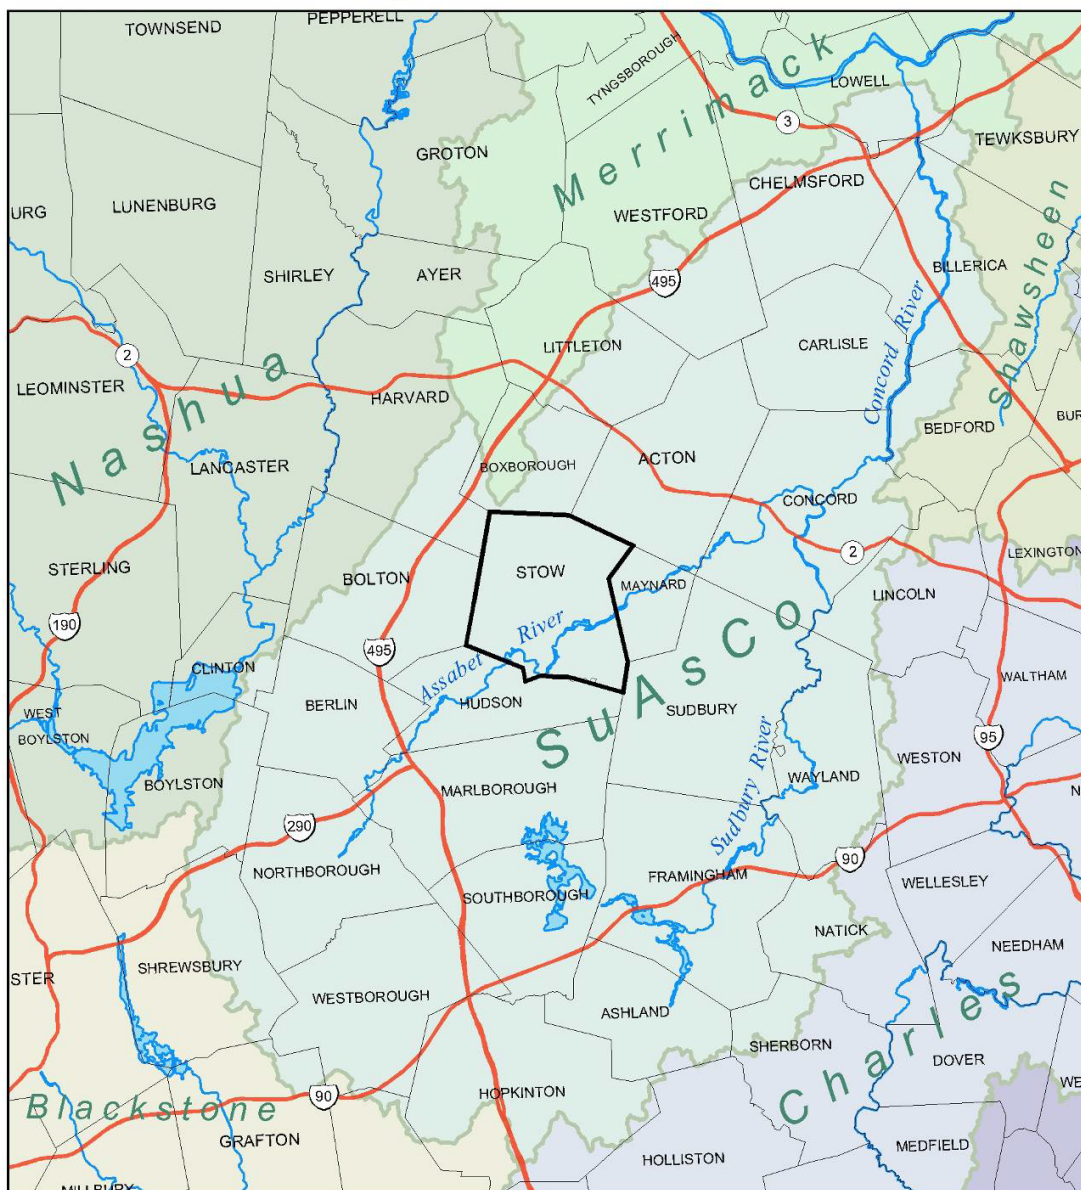 TOWNSEND
PEPPERELL
TYNGSBOROUGH
LOWELL
3
TEWKSBURY
Merrimack
GROTON
CHELMSFORD
URG
LUNENBURG
WESTFORD
SHIRLEY
AYER
495
BILLERICA
Shawsheen
2
LITTLETON
CARLISLE
Concord River
LEOMINSTER
Nashua
HARVARD
BEDFORD
BUR
LANCASTER
BOXBOROUGH
ACTON
CONCORD
STERLING
BOLTON
STOW
MAYNARD
2
LEXINGTON
LINCOLN
190
495
Assabet River
SuAsCo
CLINTON
WALTHAM
BERLIN
HUDSON
SUDBURY
WEST
BOYLSTON
95
WESTON
BOYLSTON
MARLBOROUGH
Sudbury River
WAYLAND
N
290
NORTHBOROUGH
SOUTHBOROUGH
FRAMINGHAM
90
WELLESLEY
NATICK
NEEDHAM
STER
SHREWSBURY
WESTBOROUGH
ASHLAND
SHERBORN
Charles
DOVER
WE
Blackstone
90
HOPKINTON
GRAFTON
MEDFIELD
HOLLISTON
MILLBURY